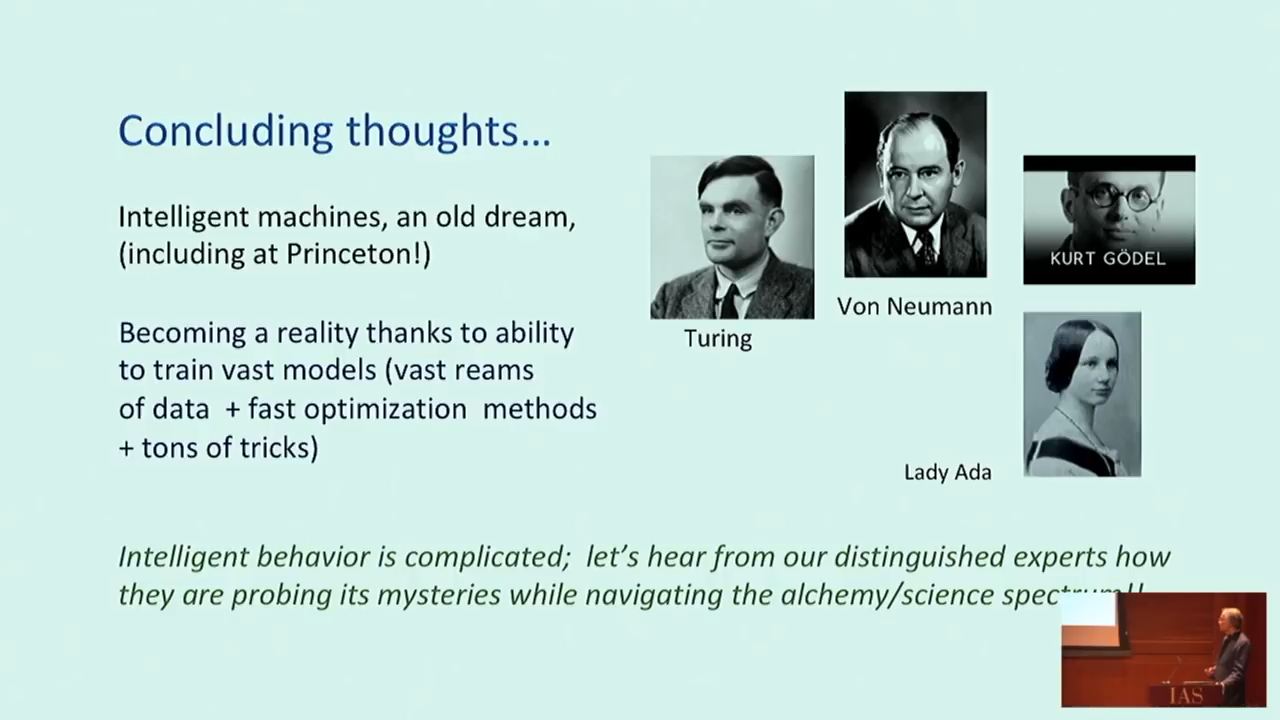 Concluding thoughts...
Intelligent machines, an old dream,
(including at Princeton!)
Becoming a reality thanks to ability
to train vast models (vast reams
of data + fast optimization methods
+ tons of tricks)
Turing
Von Neumann
KURT GÖDEL
Lady Ada
Intelligent behavior is complicated; let's hear from our distinguished experts how
they are probing its mysteries while navigating the alchemy/science spectrum!!
IAS